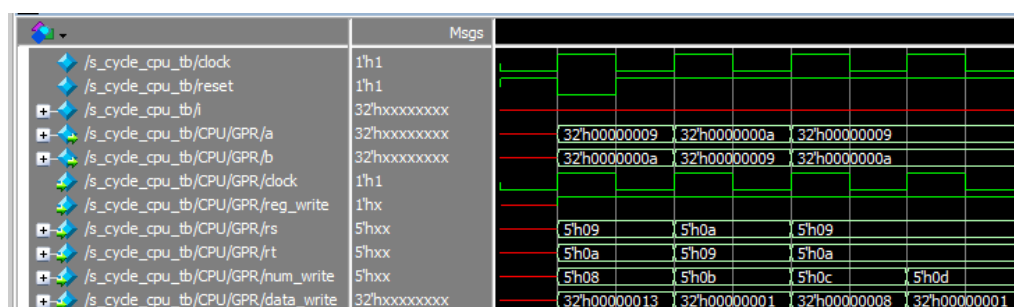 Msgs
/s_cycle_cpu_tb/clock 1'h1
/s_cycle_cpu_tb/reset 1'h1
/s_cycle_cpu_tb/i 32'hxxxxxxxx
/s_cycle_cpu_tb/CPU/GPR/a 32'hxxxxxxxx 32'h00000009 32'h0000000a 32'h00000009
/s_cycle_cpu_tb/CPU/GPR/b 32'hxxxxxxxx 32'h0000000a 32'h00000009 32'h0000000a
/s_cycle_cpu_tb/CPU/GPR/clock 1'h1
/s_cycle_cpu_tb/CPU/GPR/reg_write 1'hx
/s_cycle_cpu_tb/CPU/GPR/rs 5'hxx 5'h09 5'h0a 5'h09
/s_cycle_cpu_tb/CPU/GPR/rt 5'hxx 5'h0a 5'h09 5'h0a
/s_cycle_cpu_tb/CPU/GPR/num_write 5'hxx 5'h08 5'h0b 5'h0c 5'h0d
/s_cycle_cpu_tb/CPU/GPR/data_write 32'hxxxxxxxx 32'h00000013 32'h00000001 32'h00000008 32'h00000001